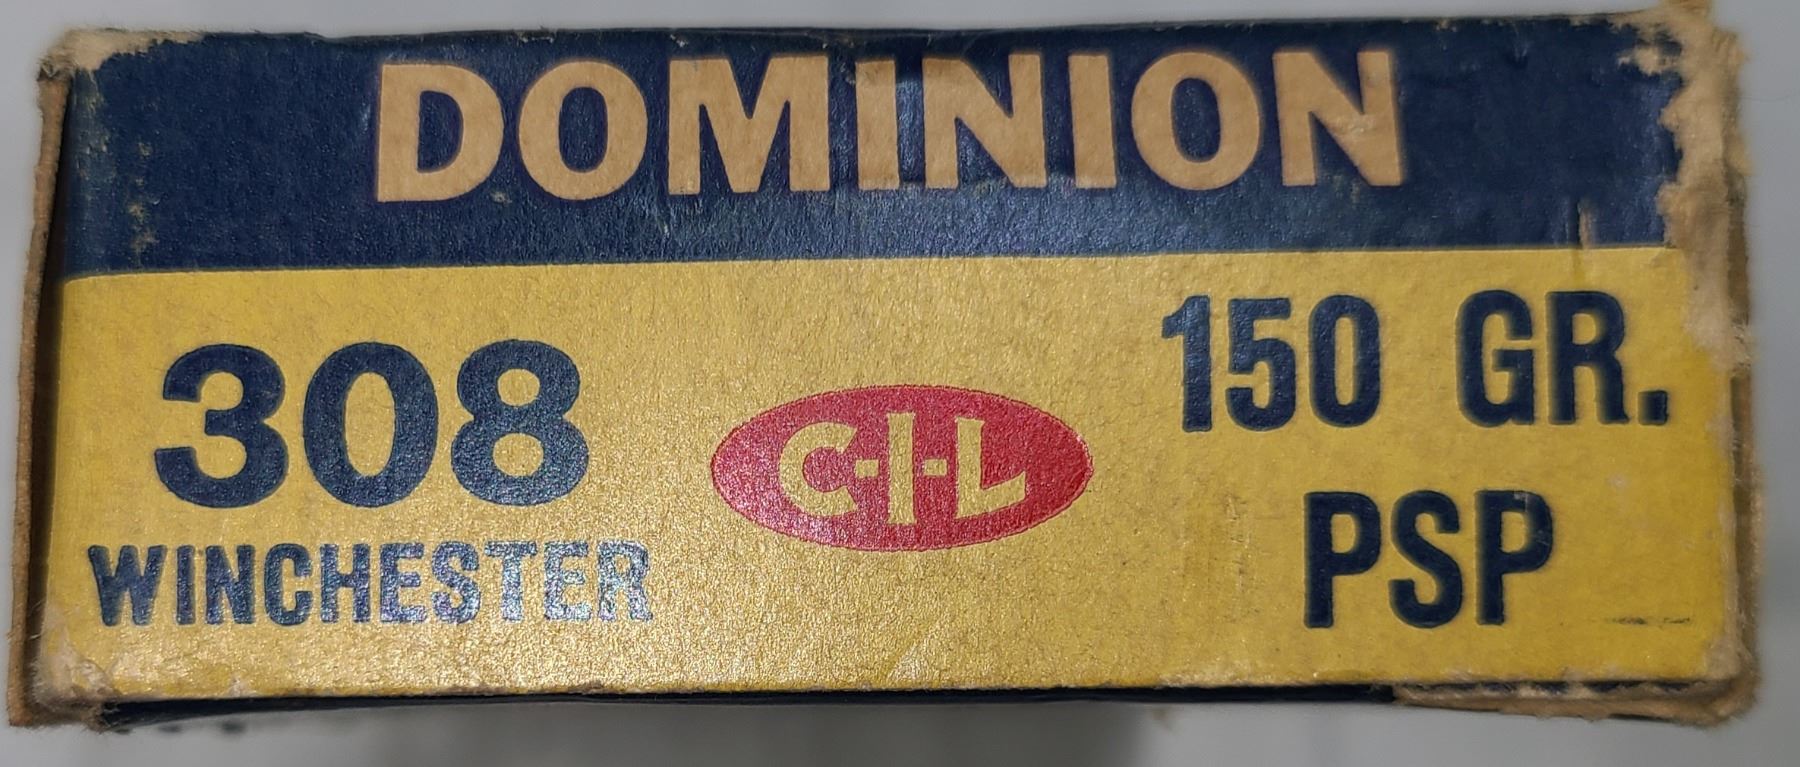 DOMINION
308
WINCHESTER
C-I-L
150 GR.
PSP